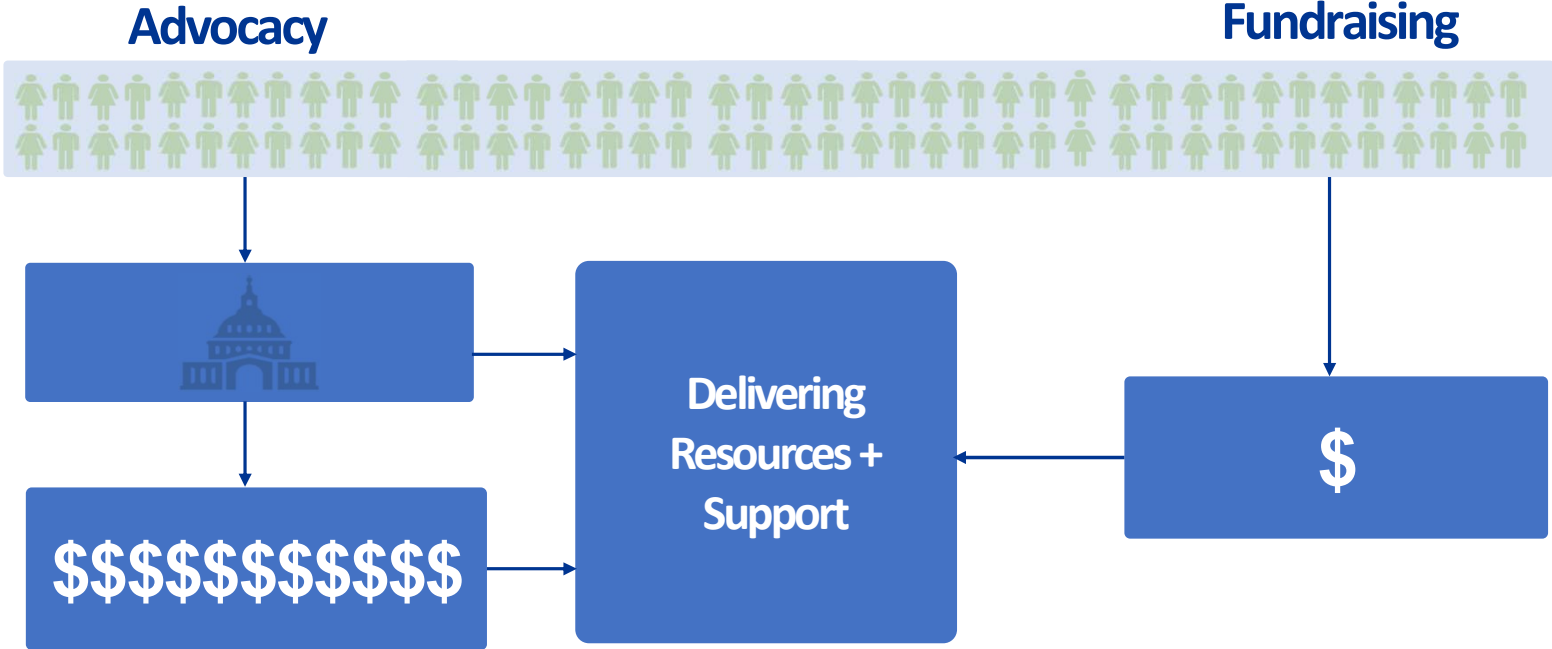 Advocacy
Fundraising
Delivering
Resources +
Support
$
$$$$$$$$$$$